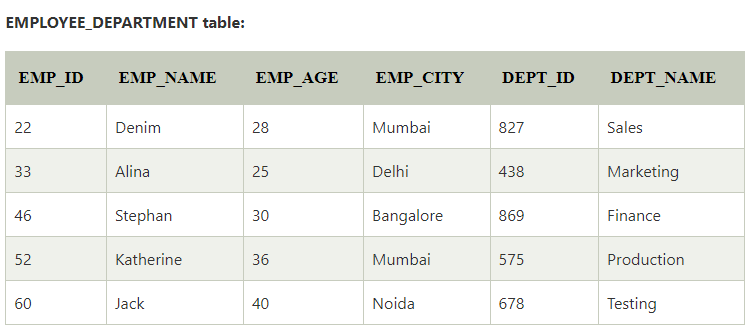 EMPLOYEE_DEPARTMENT table:
EMP_ID EMP_NAME EMP_AGE EMP_CITY DEPT_ID DEPT_NAME
22 Denim 28 Mumbai 827 Sales
33 Alina 25 Delhi 438 Marketing
46 Stephan 30 Bangalore 869 Finance
52 Katherine 36 Mumbai 575 Production
60 Jack 40 Noida 678 Testing